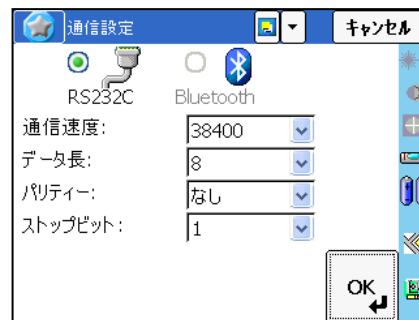 通信設定
キャンセル
RS232C
Bluetooth
通信速度: 38400
データ長: 8
パリティー: なし
ストップビット: 1
OK